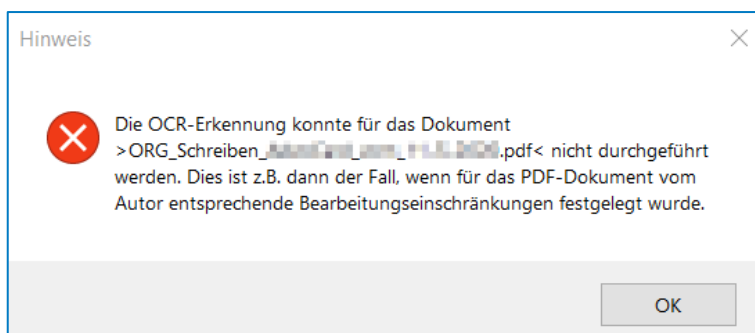 Hinweis
Die OCR-Erkennung konnte für das Dokument
>ORG_Schreiben_ .pdf< nicht durchgeführt
werden. Dies ist z.B. dann der Fall, wenn für das PDF-Dokument vom
Autor entsprechende Bearbeitungseinschränkungen festgelegt wurde.
OK